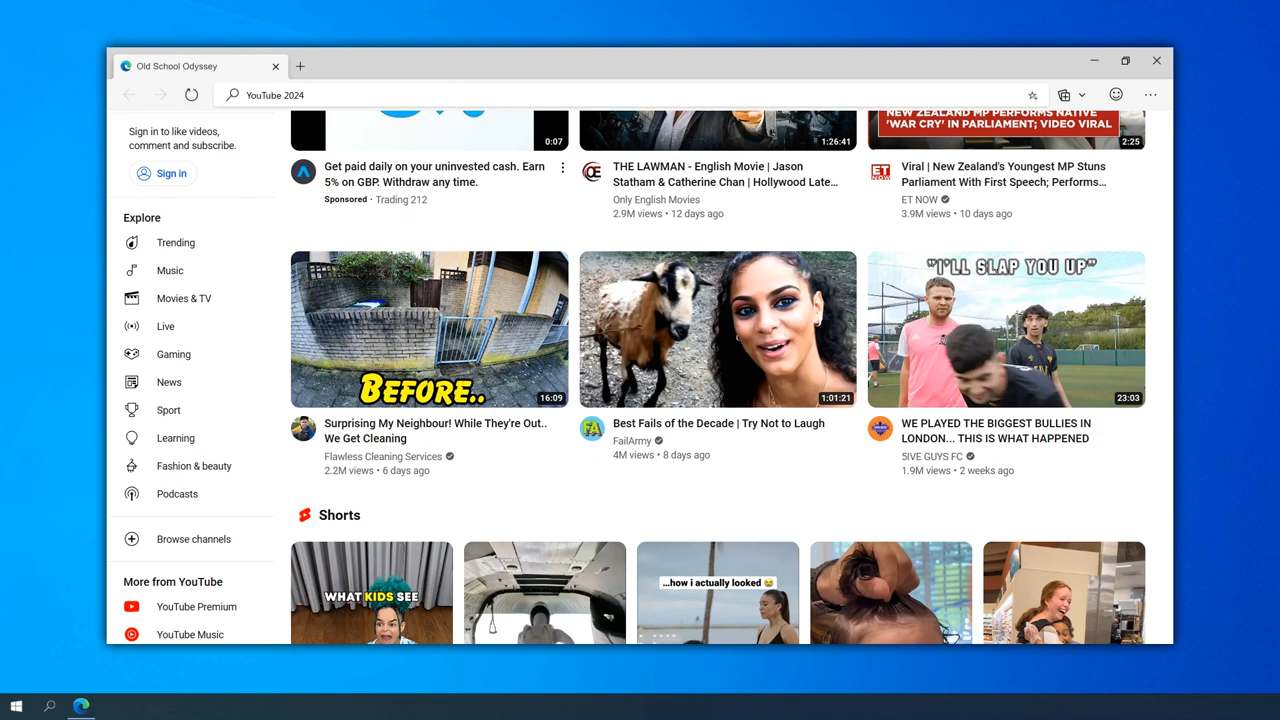 Old School Odyssey
YouTube 2024
Sign in to like videos,
comment and subscribe.
Sign in
Explore
Trending
Music
Movies & TV
Live
Gaming
News
Sport
Learning
Fashion & beauty
Podcasts
Browse channels
More from YouTube
YouTube Premium
YouTube Music
0:07
Get paid daily on your uninvested cash. Earn
5% on GBP. Withdraw any time.
Sponsored · Trading 212
1:26:41
THE LAWMAN - English Movie | Jason
Statham & Catherine Chan | Hollywood Late…
Only English Movies
2.9M views • 12 days ago
NEW ZEALAND MP PERFORMS NATIVE
'WAR CRY' IN PARLIAMENT; VIDEO VIRAL
2:25
ET
NOW
Viral | New Zealand's Youngest MP Stuns
Parliament With First Speech; Performs…
ET NOW
3.9M views • 10 days ago
BEFORE..
16:09
Surprising My Neighbour! While They're Out..
We Get Cleaning
Flawless Cleaning Services
2.2M views • 6 days ago
1:01:21
FA
Best Fails of the Decade | Try Not to Laugh
FailArmy
4M views • 8 days ago
"I'LL SLAP YOU UP"
23:03
WE PLAYED THE BIGGEST BULLIES IN
LONDON... THIS IS WHAT HAPPENED
5IVE GUYS FC
1.9M views • 2 weeks ago
Shorts
WHAT KIDS SEE
...how i actually looked 😅